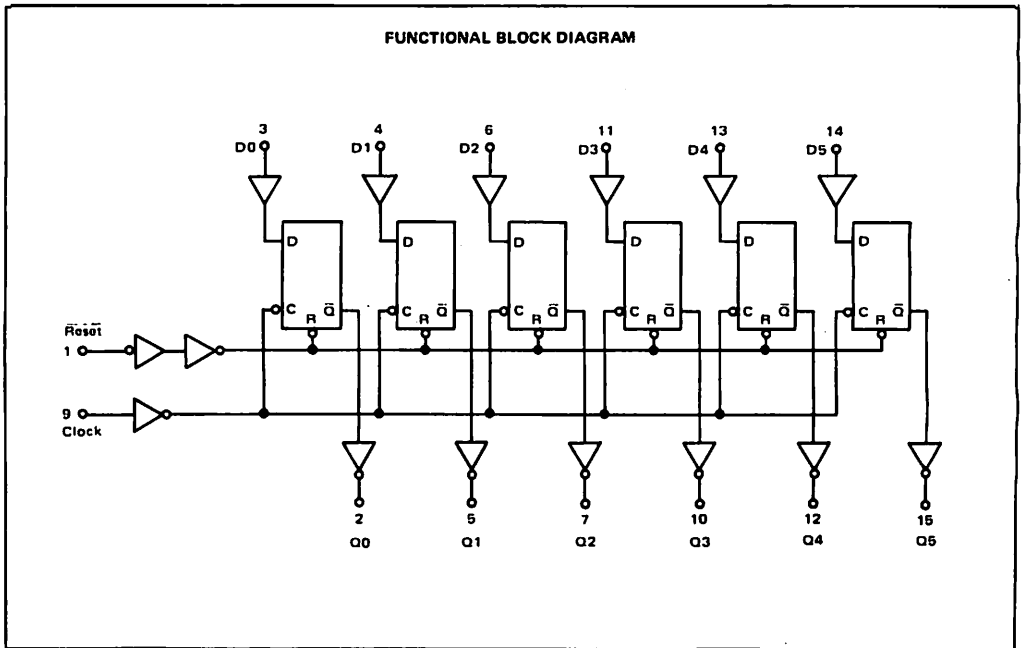 FUNCTIONAL BLOCK DIAGRAM
3 4 6 11 13 14
D0 D1 D2 D3 D4 D5
D D D D D D
C R Q̅ C R Q̅ C R Q̅ C R Q̅ C R Q̅ C R Q̅
R̅e̅s̅e̅t̅
1
9
Clock
2 5 7 10 12 15
Q0 Q1 Q2 Q3 Q4 Q5